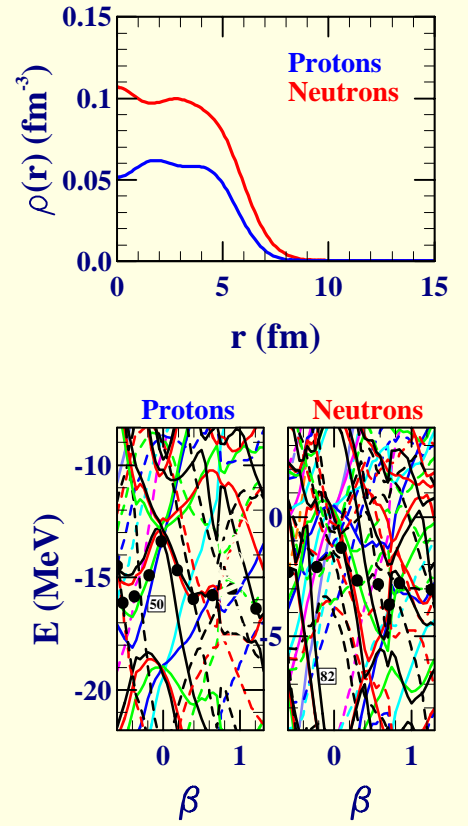 0.15
Protons
Neutrons
0.1
0.05
0.0
ρ(r) (fm⁻³)
0 5 10 15
r (fm)
Protons Neutrons
-10
-15
-20
E (MeV)
50
0
-5
82
0 1 0 1
β β